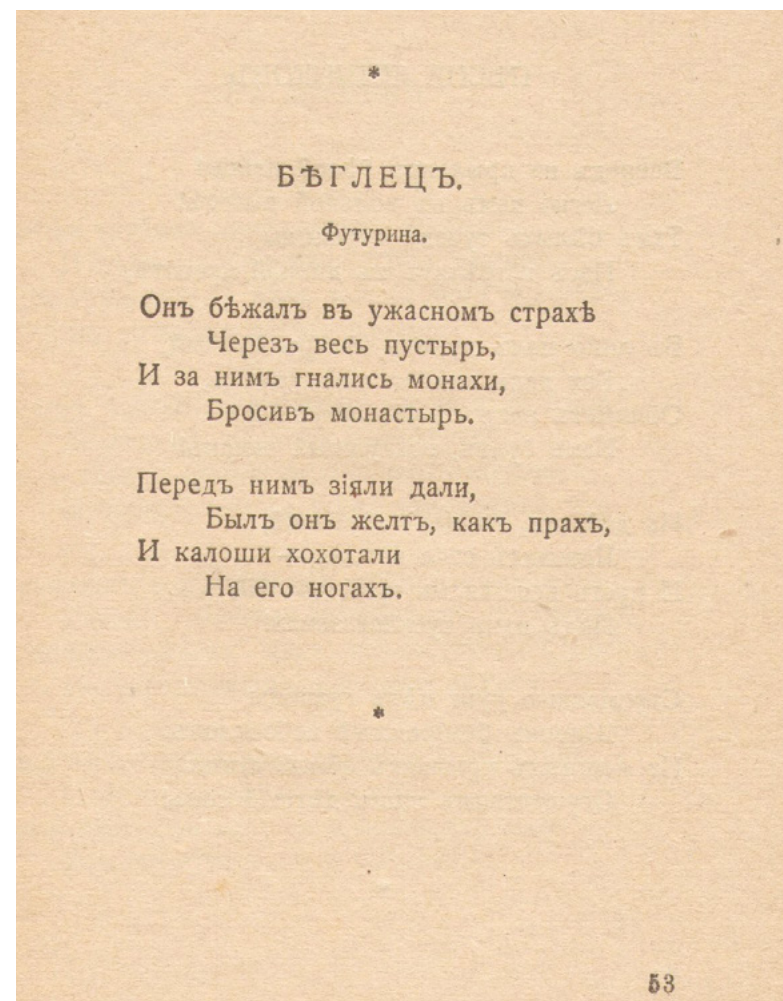 *
БѢГЛЕЦЪ.
Футурина.
Онъ бѣжалъ въ ужасномъ страхѣ
Черезъ весь пустырь,
И за нимъ гнались монахи,
Бросивъ монастырь.
Передъ нимъ зіяли дали,
Былъ онъ желтъ, какъ прахъ,
И калоши хохотали
На его ногахъ.
*
53